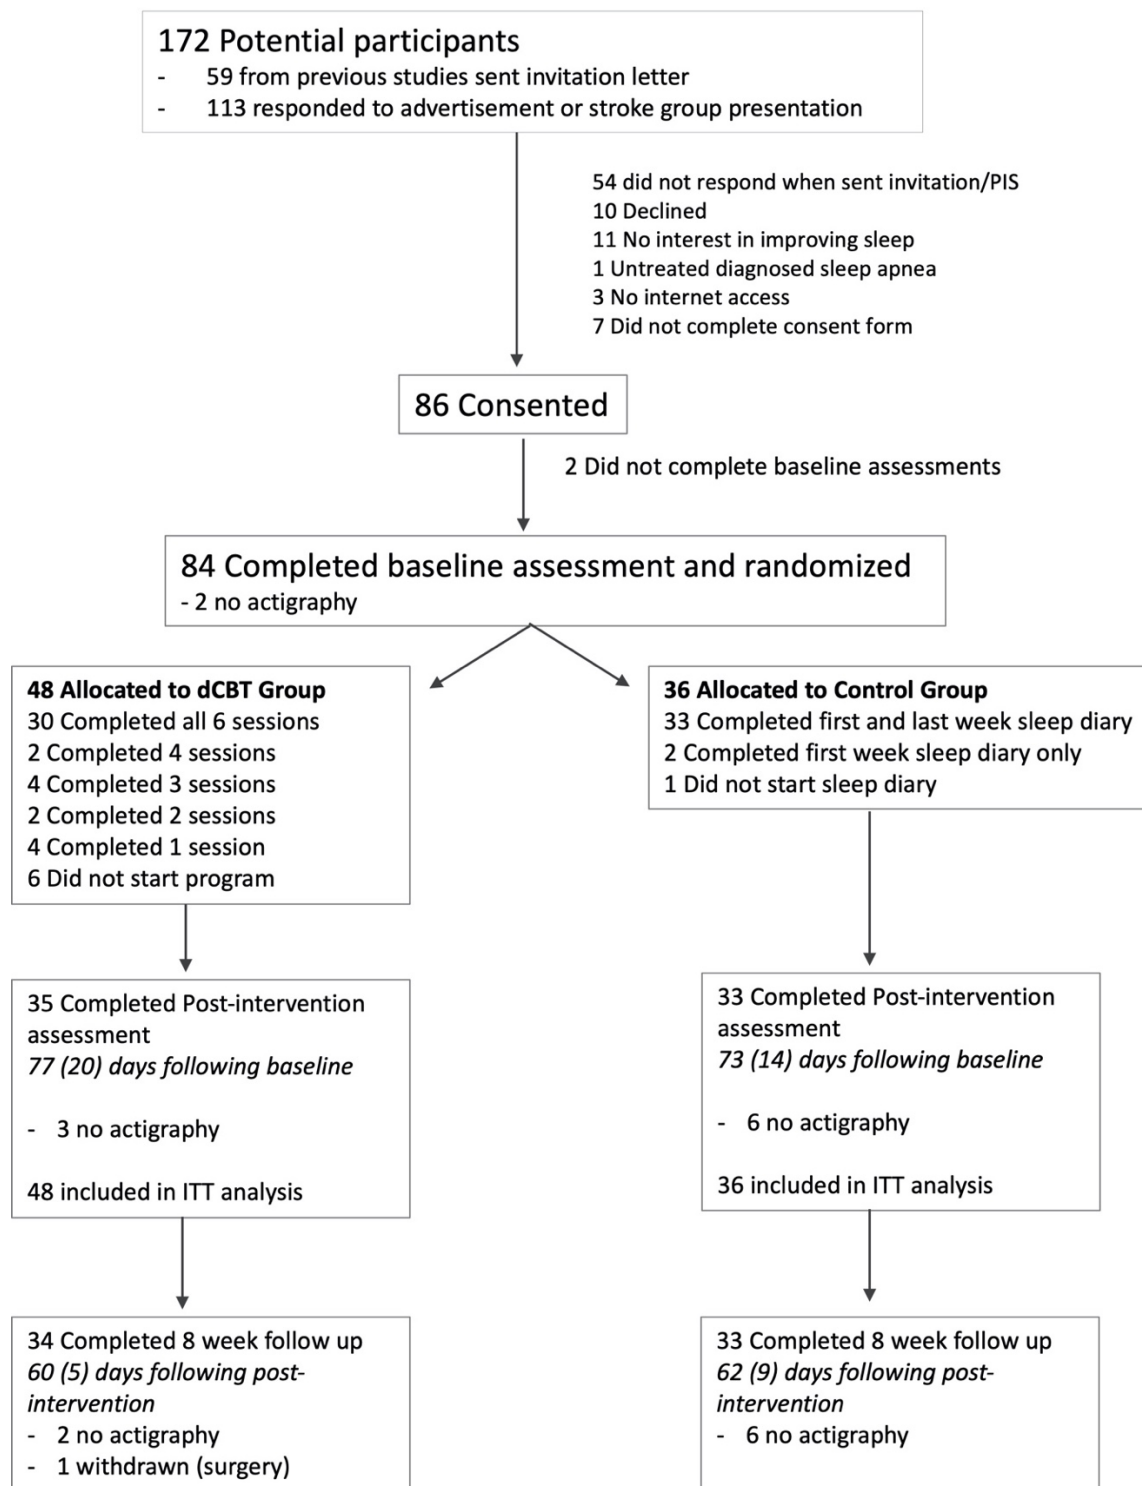 172 Potential participants
- 59 from previous studies sent invitation letter
- 113 responded to advertisement or stroke group presentation
54 did not respond when sent invitation/PIS
10 Declined
11 No interest in improving sleep
1 Untreated diagnosed sleep apnea
3 No internet access
7 Did not complete consent form
86 Consented
2 Did not complete baseline assessments
84 Completed baseline assessment and randomized
- 2 no actigraphy
48 Allocated to dCBT Group
30 Completed all 6 sessions
2 Completed 4 sessions
4 Completed 3 sessions
2 Completed 2 sessions
4 Completed 1 session
6 Did not start program
36 Allocated to Control Group
33 Completed first and last week sleep diary
2 Completed first week sleep diary only
1 Did not start sleep diary
35 Completed Post-intervention
assessment
77 (20) days following baseline
- 3 no actigraphy
48 included in ITT analysis
33 Completed Post-intervention
assessment
73 (14) days following baseline
- 6 no actigraphy
36 included in ITT analysis
34 Completed 8 week follow up
60 (5) days following post-
intervention
- 2 no actigraphy
- 1 withdrawn (surgery)
33 Completed 8 week follow up
62 (9) days following post-
intervention
- 6 no actigraphy